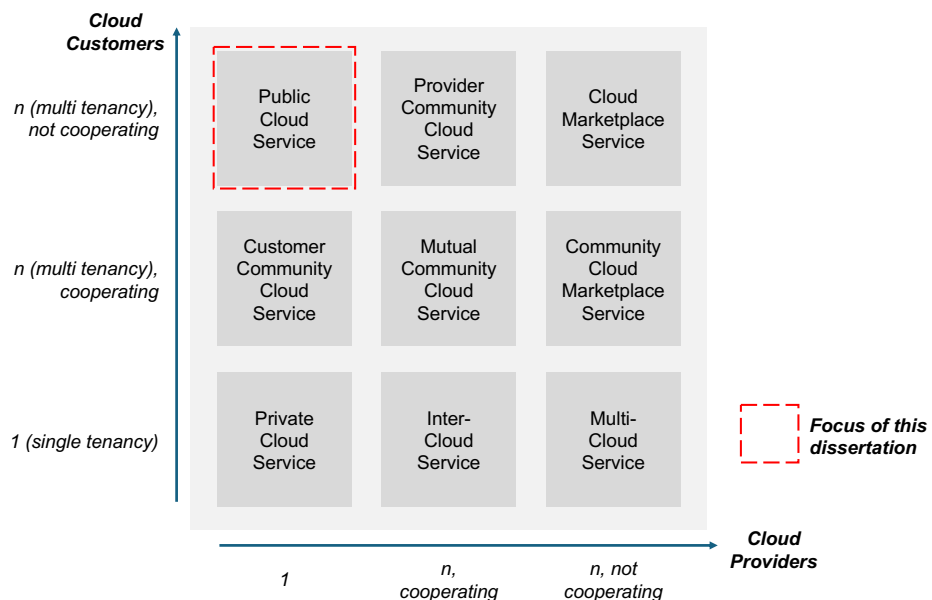 Cloud
Customers
n (multi tenancy),
not cooperating
Public
Cloud
Service
Provider
Community
Cloud
Service
Cloud
Marketplace
Service
n (multi tenancy),
cooperating
Customer
Community
Cloud
Service
Mutual
Community
Cloud
Service
Community
Cloud
Marketplace
Service
1 (single tenancy)
Private
Cloud
Service
Inter-
Cloud
Service
Multi-
Cloud
Service
Focus of this
dissertation
Cloud
Providers
1
n,
cooperating
n, not
cooperating